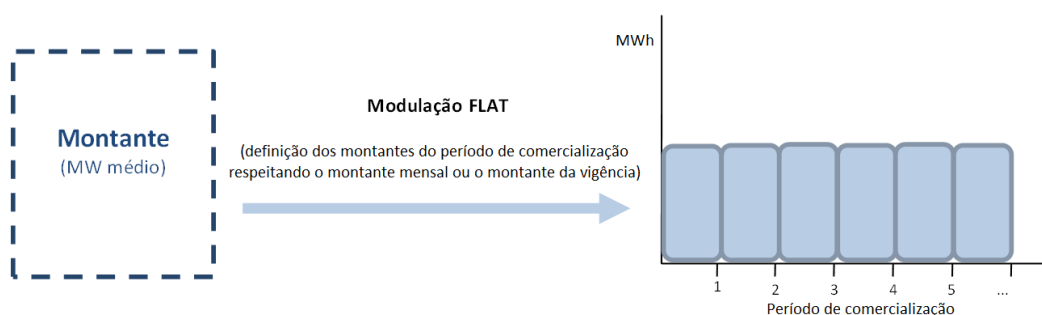 Montante
(MW médio)
Modulação FLAT
(definição dos montantes do período de comercialização
respeitando o montante mensal ou o montante da vigência)
MWh
1 2 3 4 5 ...
Período de comercialização